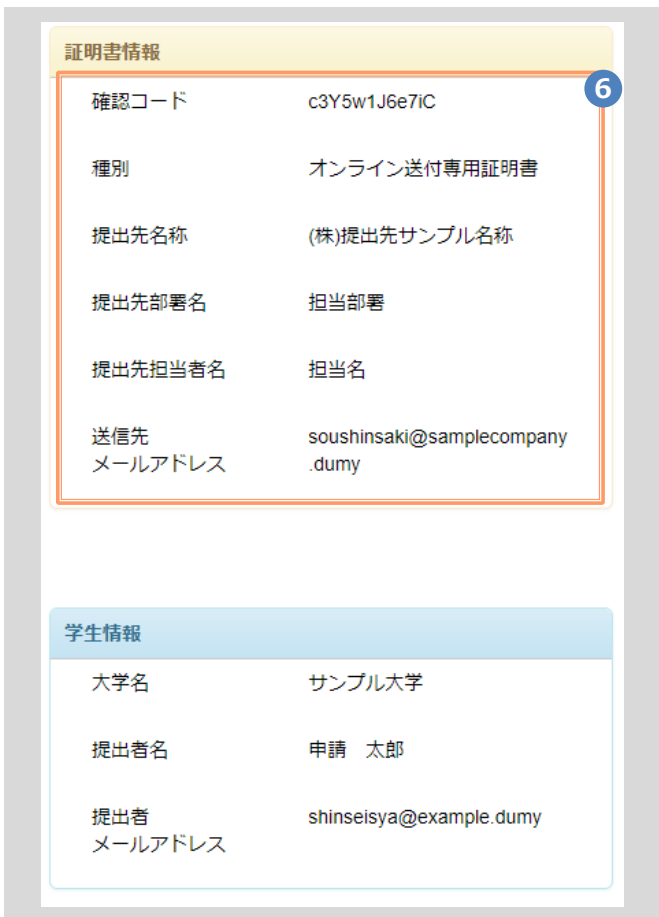 証明書情報
6
確認コード c3Y5w1J6e7iC
種別 オンライン送付専用証明書
提出先名称 (株)提出先サンプル名称
提出先部署名 担当部署
提出先担当者名 担当名
送信先 soushinsaki@samplecompany
メールアドレス .dumy
学生情報
大学名 サンプル大学
提出者名 申請　太郎
提出者 shinseisya@example.dumy
メールアドレス